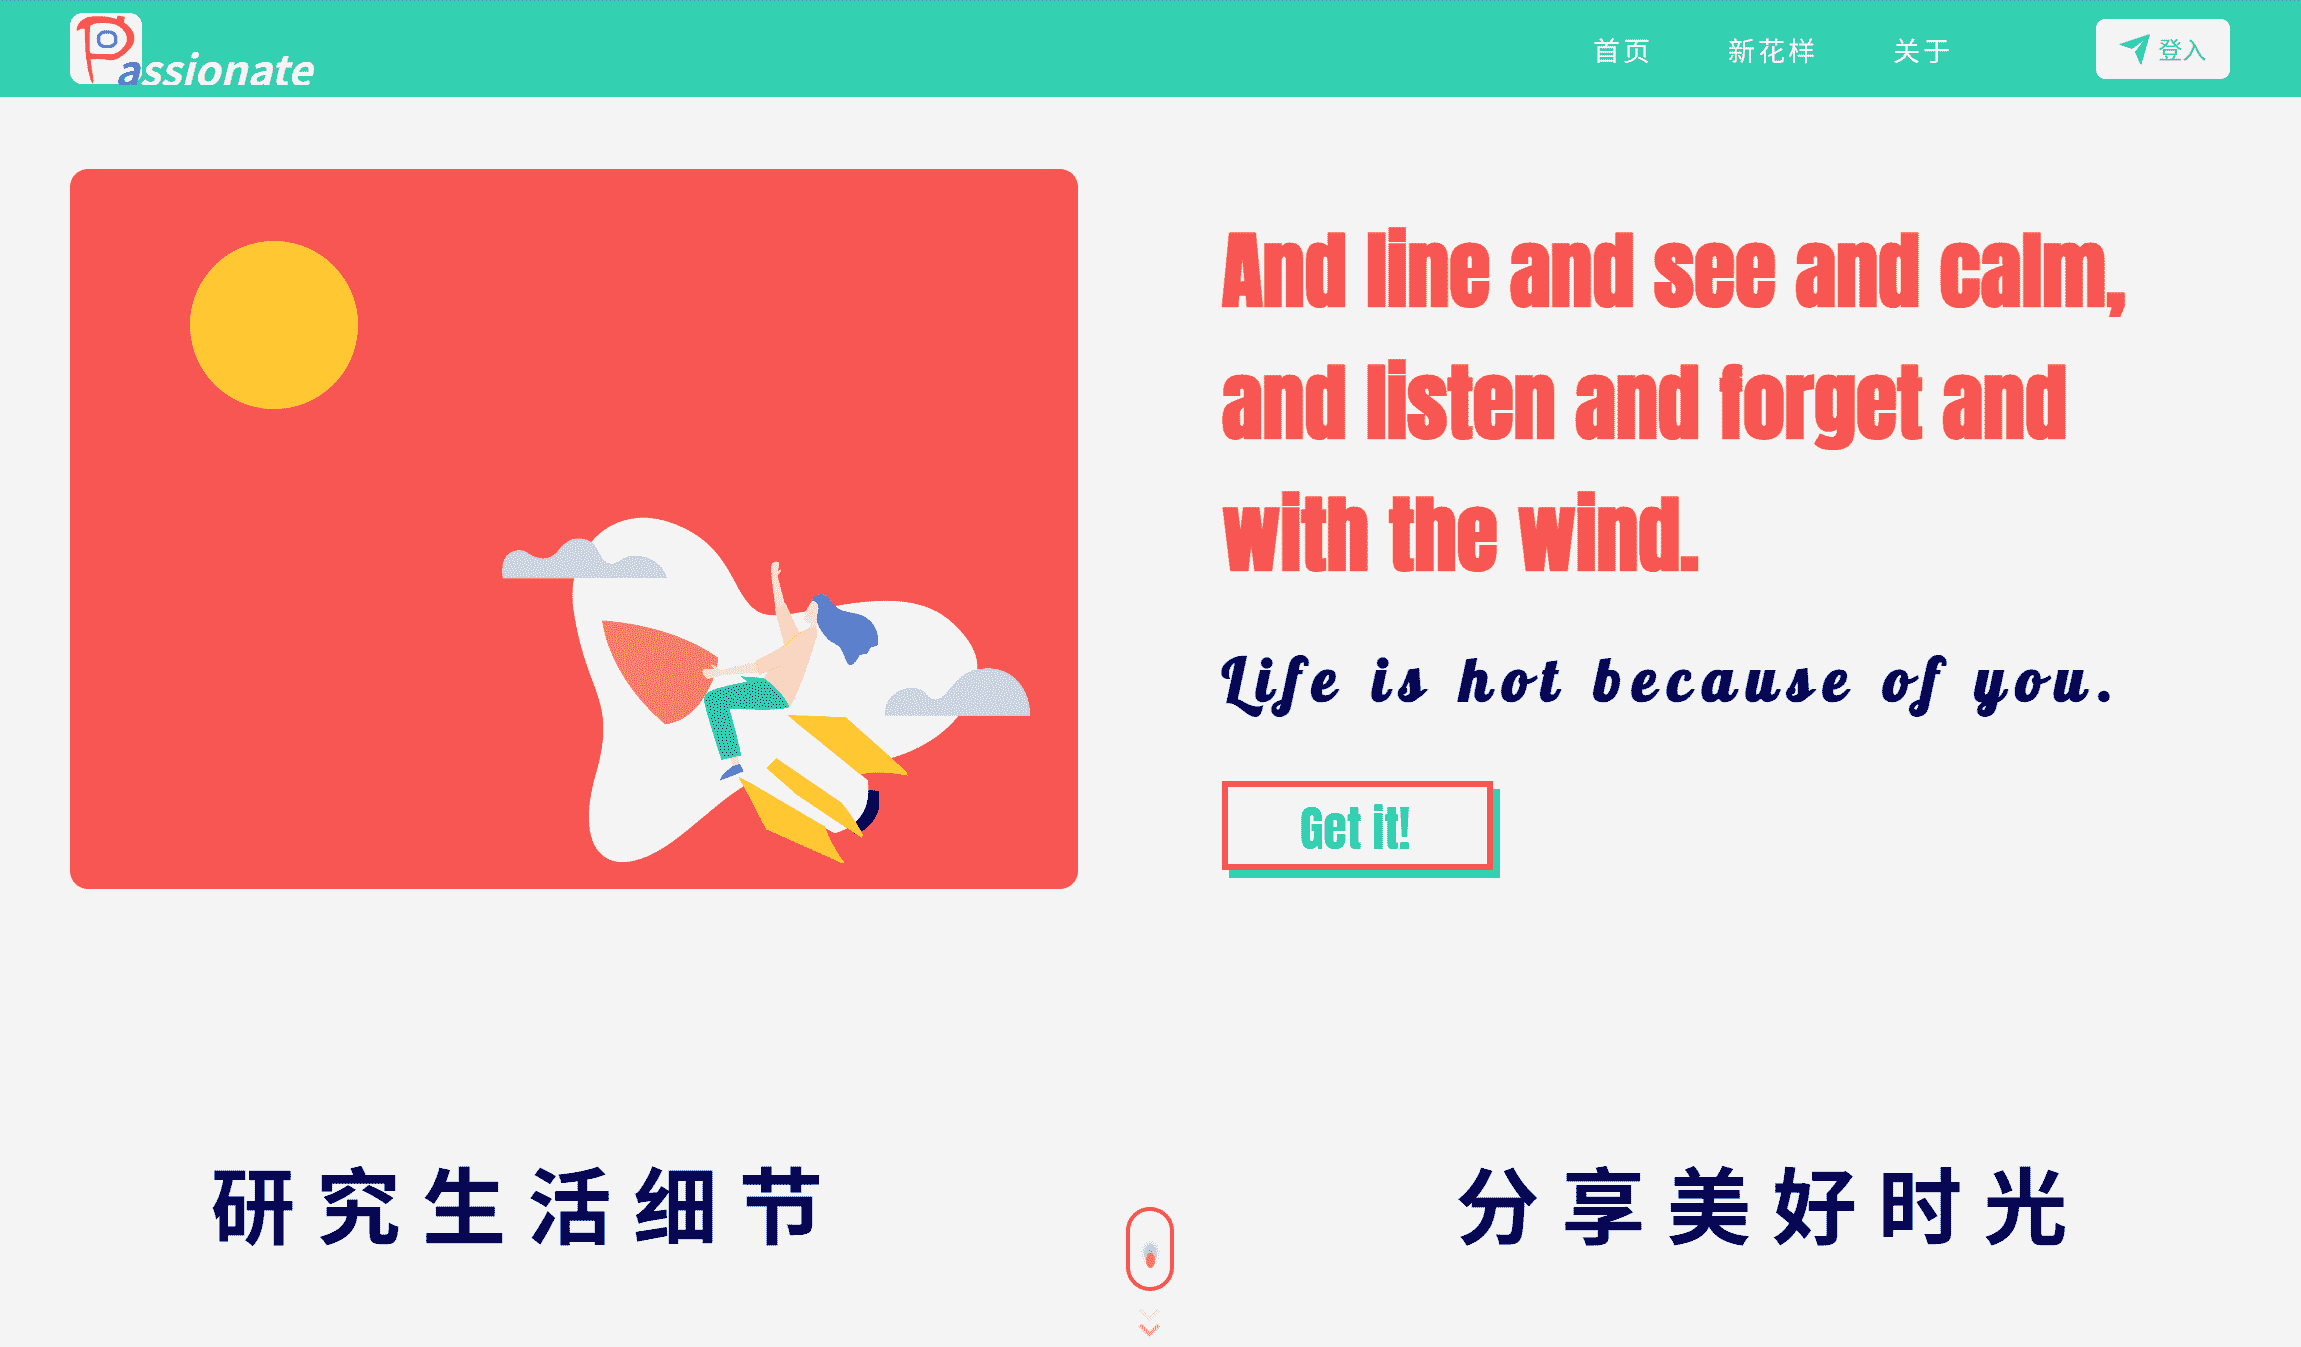 Passionate
首页 新花样 关于 登入
And line and see and calm,
and listen and forget and
with the wind.
Life is hot because of you.
Get it!
研究生活细节
分享美好时光